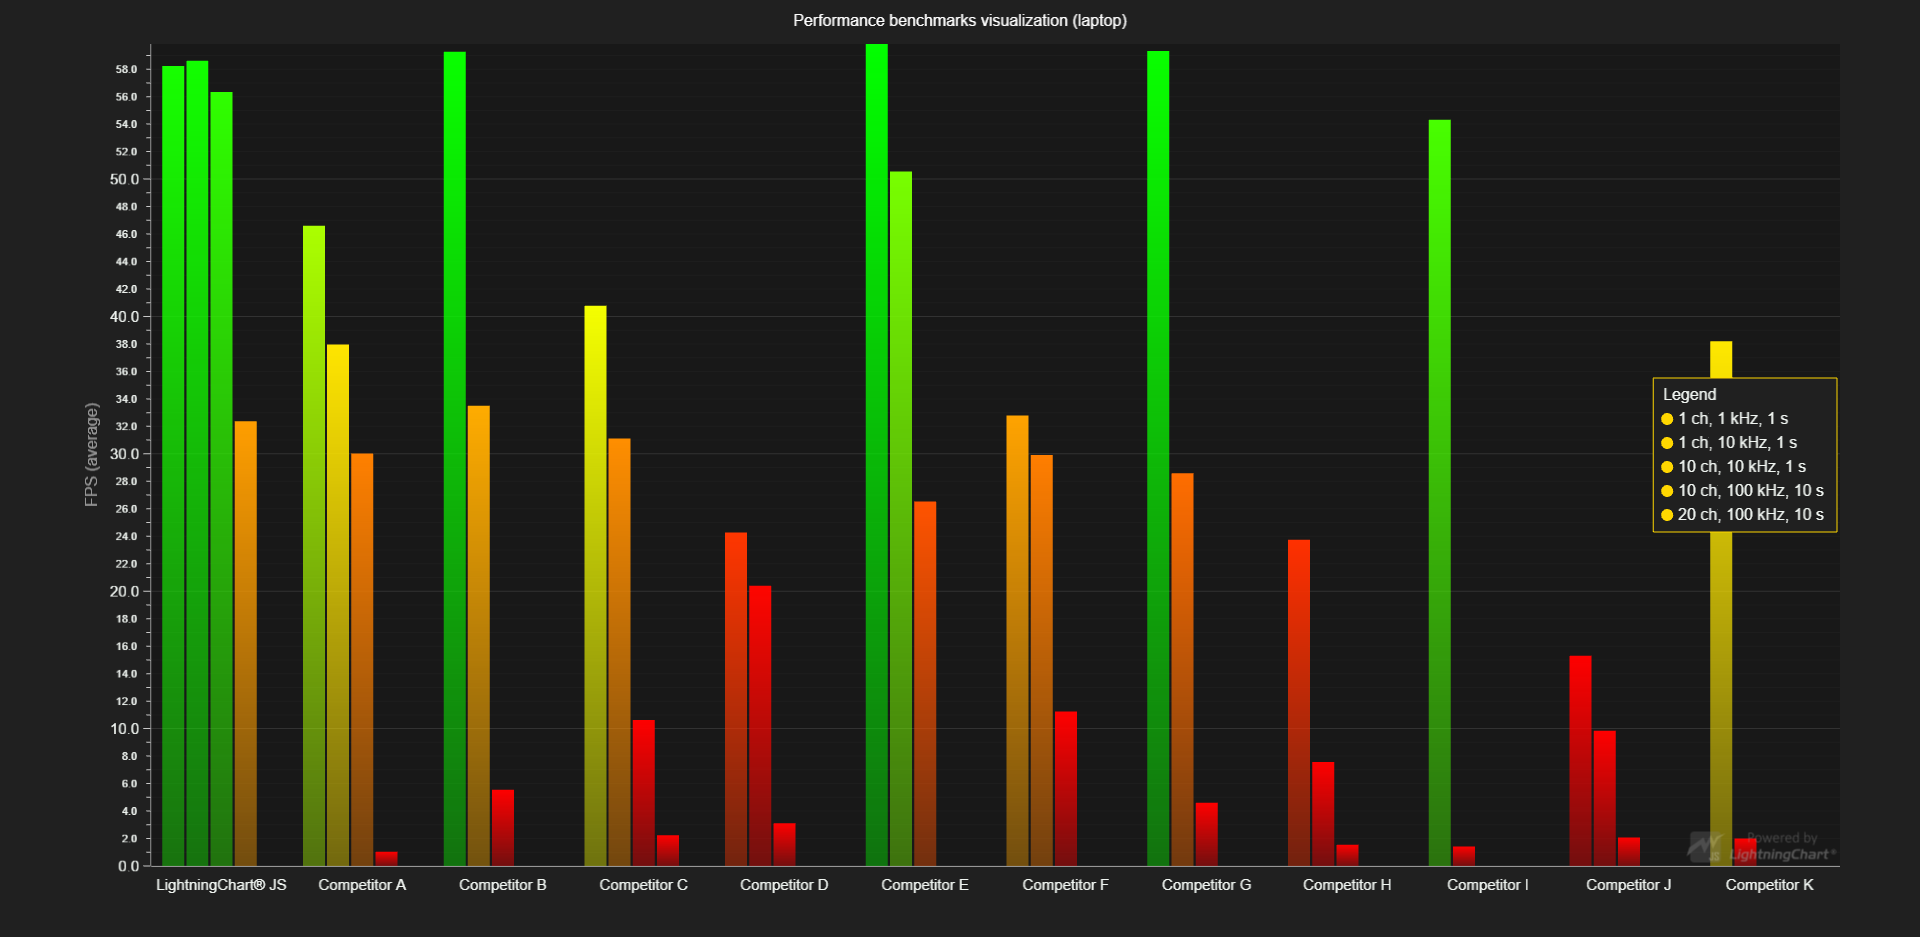 Performance benchmarks visualization (laptop)
58.0
56.0
54.0
52.0
50.0
48.0
46.0
44.0
42.0
40.0
38.0
36.0
34.0
32.0
30.0
28.0
26.0
24.0
22.0
20.0
18.0
16.0
14.0
12.0
10.0
8.0
6.0
4.0
2.0
0.0
FPS (average)
Legend
1 ch, 1 kHz, 1 s
1 ch, 10 kHz, 1 s
10 ch, 10 kHz, 1 s
10 ch, 100 kHz, 10 s
20 ch, 100 kHz, 10 s
Powered by
JS LightningChart®
LightningChart® JS
Competitor A
Competitor B
Competitor C
Competitor D
Competitor E
Competitor F
Competitor G
Competitor H
Competitor I
Competitor J
Competitor K